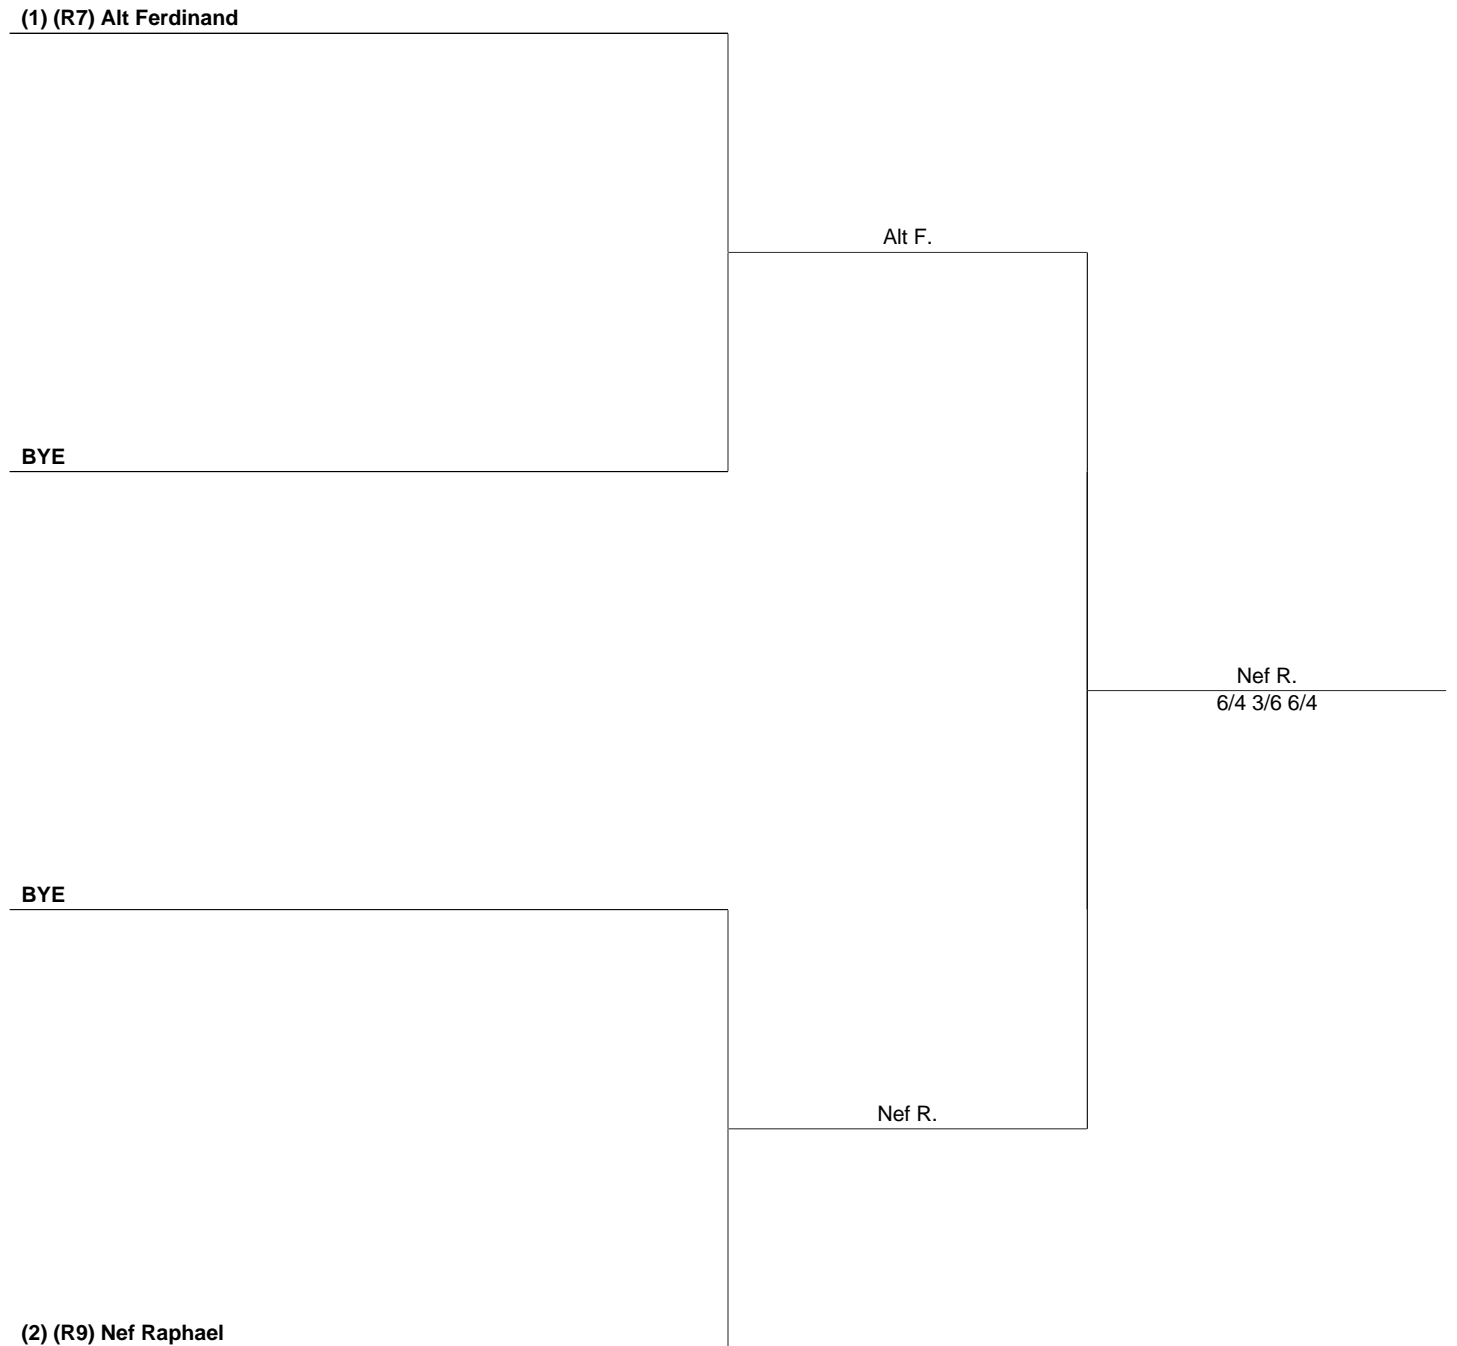 (1) (R7) Alt Ferdinand
Alt F.
BYE
Nef R.
6/4 3/6 6/4
BYE
Nef R.
(2) (R9) Nef Raphael